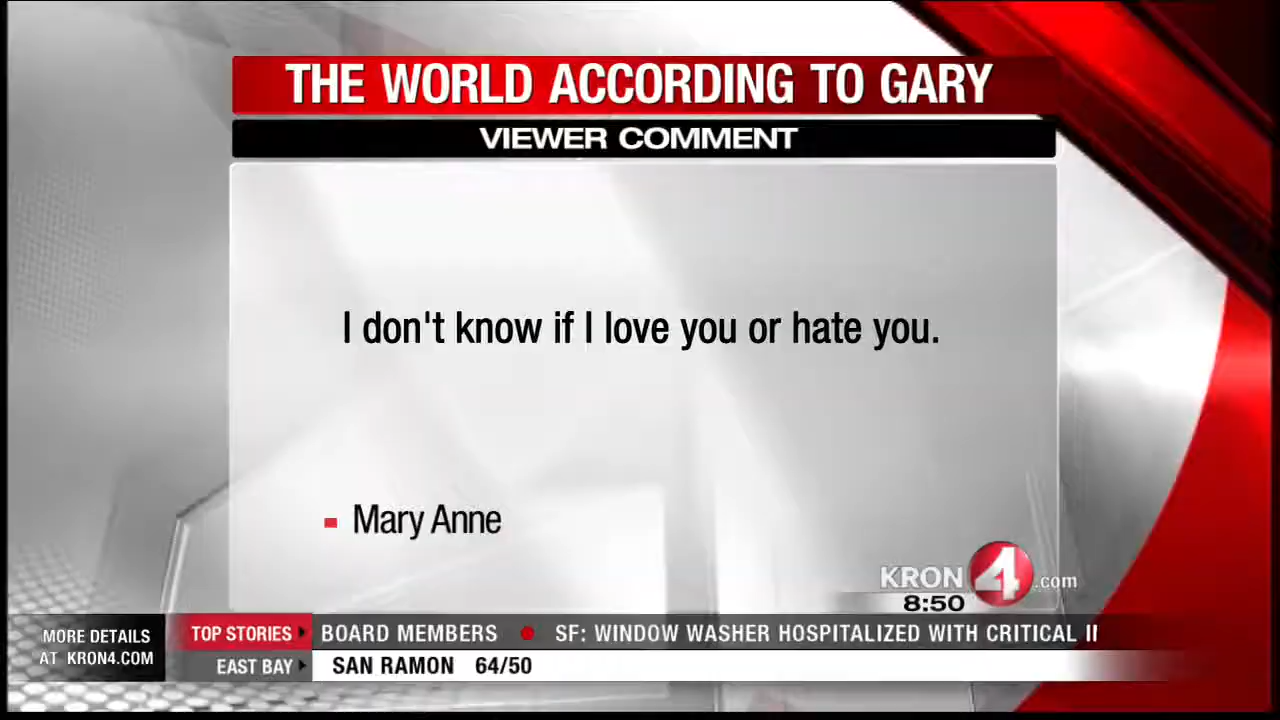 THE WORLD ACCORDING TO GARY
VIEWER COMMENT
I don't know if I love you or hate you.
Mary Anne
KRON 4 .com
8:50
MORE DETAILS
AT KRON4.COM
TOP STORIES
BOARD MEMBERS • SF: WINDOW WASHER HOSPITALIZED WITH CRITICAL
EAST BAY
SAN RAMON 64/50